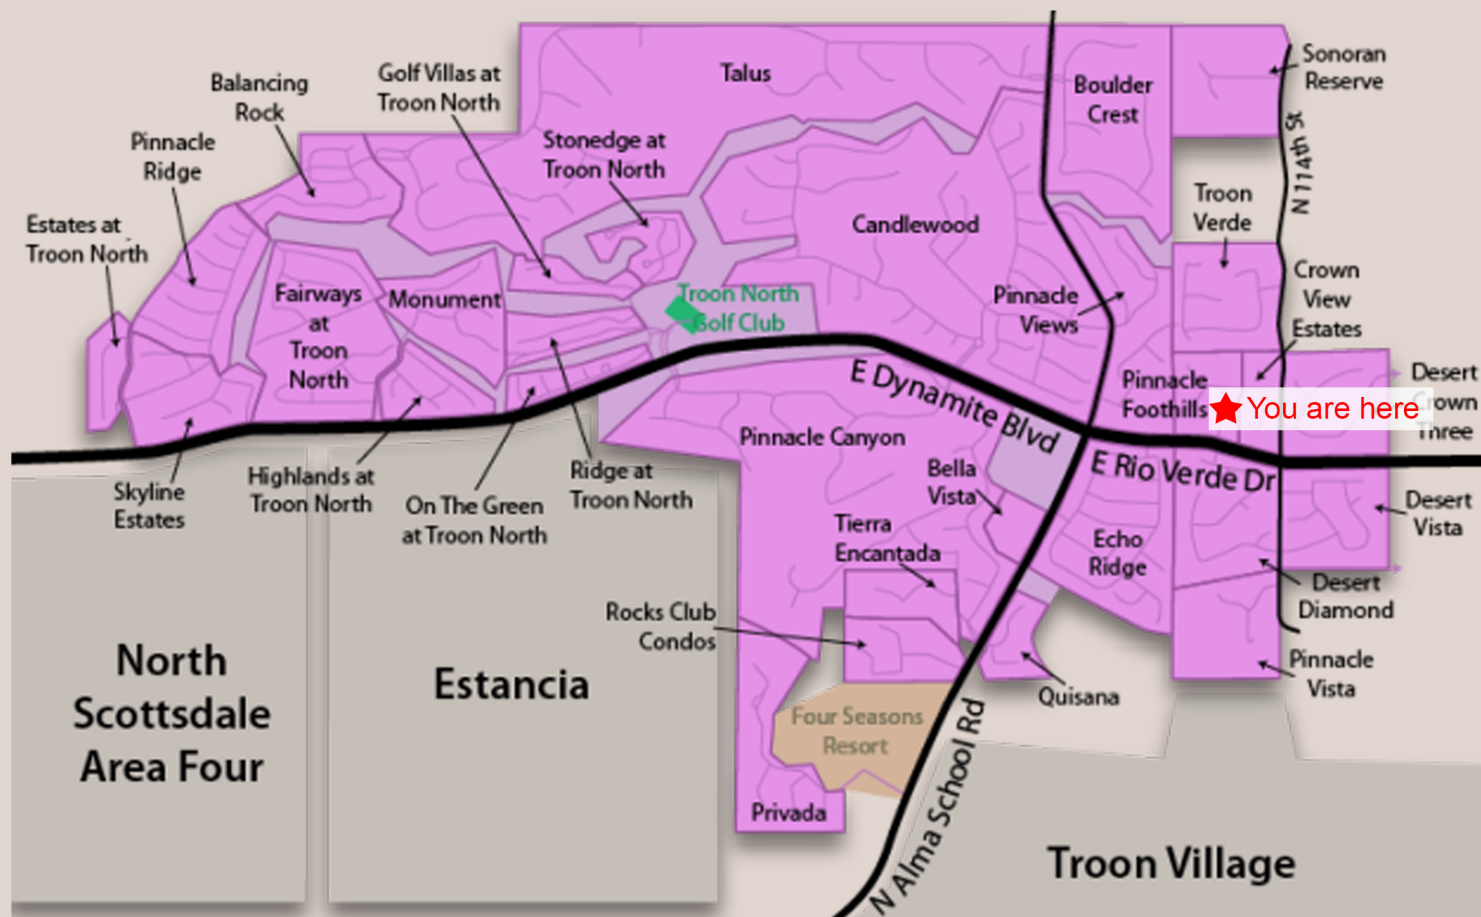 Talus
Golf Villas at
Troon North
Balancing
Rock
Pinnacle
Ridge
Estates at
Troon North
Stonedge at
Troon North
Boulder
Crest
Sonoran
Reserve
N 114th St
Troon
Verde
Candlewood
Crown
View
Estates
Fairways
at
Troon
North
Monument
Troon North
Golf Club
Pinnacle
Views
Pinnacle
Foothills
Desert
Crown
Three
You are here
E Dynamite Blvd
E Rio Verde Dr
Pinnacle Canyon
Bella
Vista
Skyline
Estates
Highlands at
Troon North
On The Green
at Troon North
Ridge at
Troon North
Tierra
Encantada
Echo
Ridge
Desert
Vista
Desert
Diamond
Rocks Club
Condos
Pinnacle
Vista
Quisana
North
Scottsdale
Area Four
Estancia
Four Seasons
Resort
Privada
N Alma School Rd
Troon Village